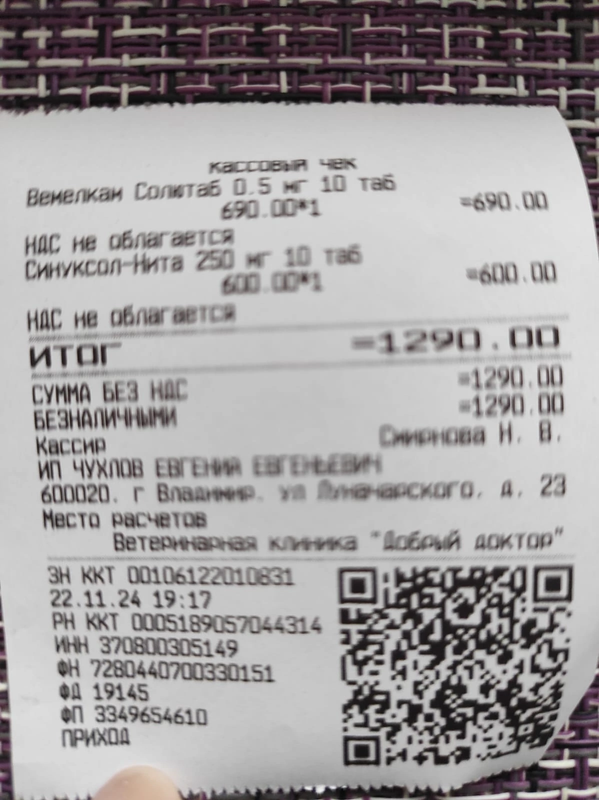 кассовый чек
Вемелкам Солютаб 0.5 мг 10 таб
690.00*1 =690.00
НДС не облагается
Синуксол-Нита 250 мг 10 таб
600.00*1 =600.00
НДС не облагается
ИТОГ =1290.00
СУММА БЕЗ НДС =1290.00
БЕЗНАЛИЧНЫМИ =1290.00
Кассир Смирнова Н. В.
ИП ЧУХЛОВ ЕВГЕНИЙ ЕВГЕНЬЕВИЧ
600020, г Владимир, ул Луначарского, д. 23
Место расчетов
Ветеринарная клиника "Добрый доктор"
ЗН ККТ 00106122010831
22.11.24 19:17
РН ККТ 0005189057044314
ИНН 370800305149
ФН 7280440700330151
ФД 19145
ФП 3349654610
ПРИХОД